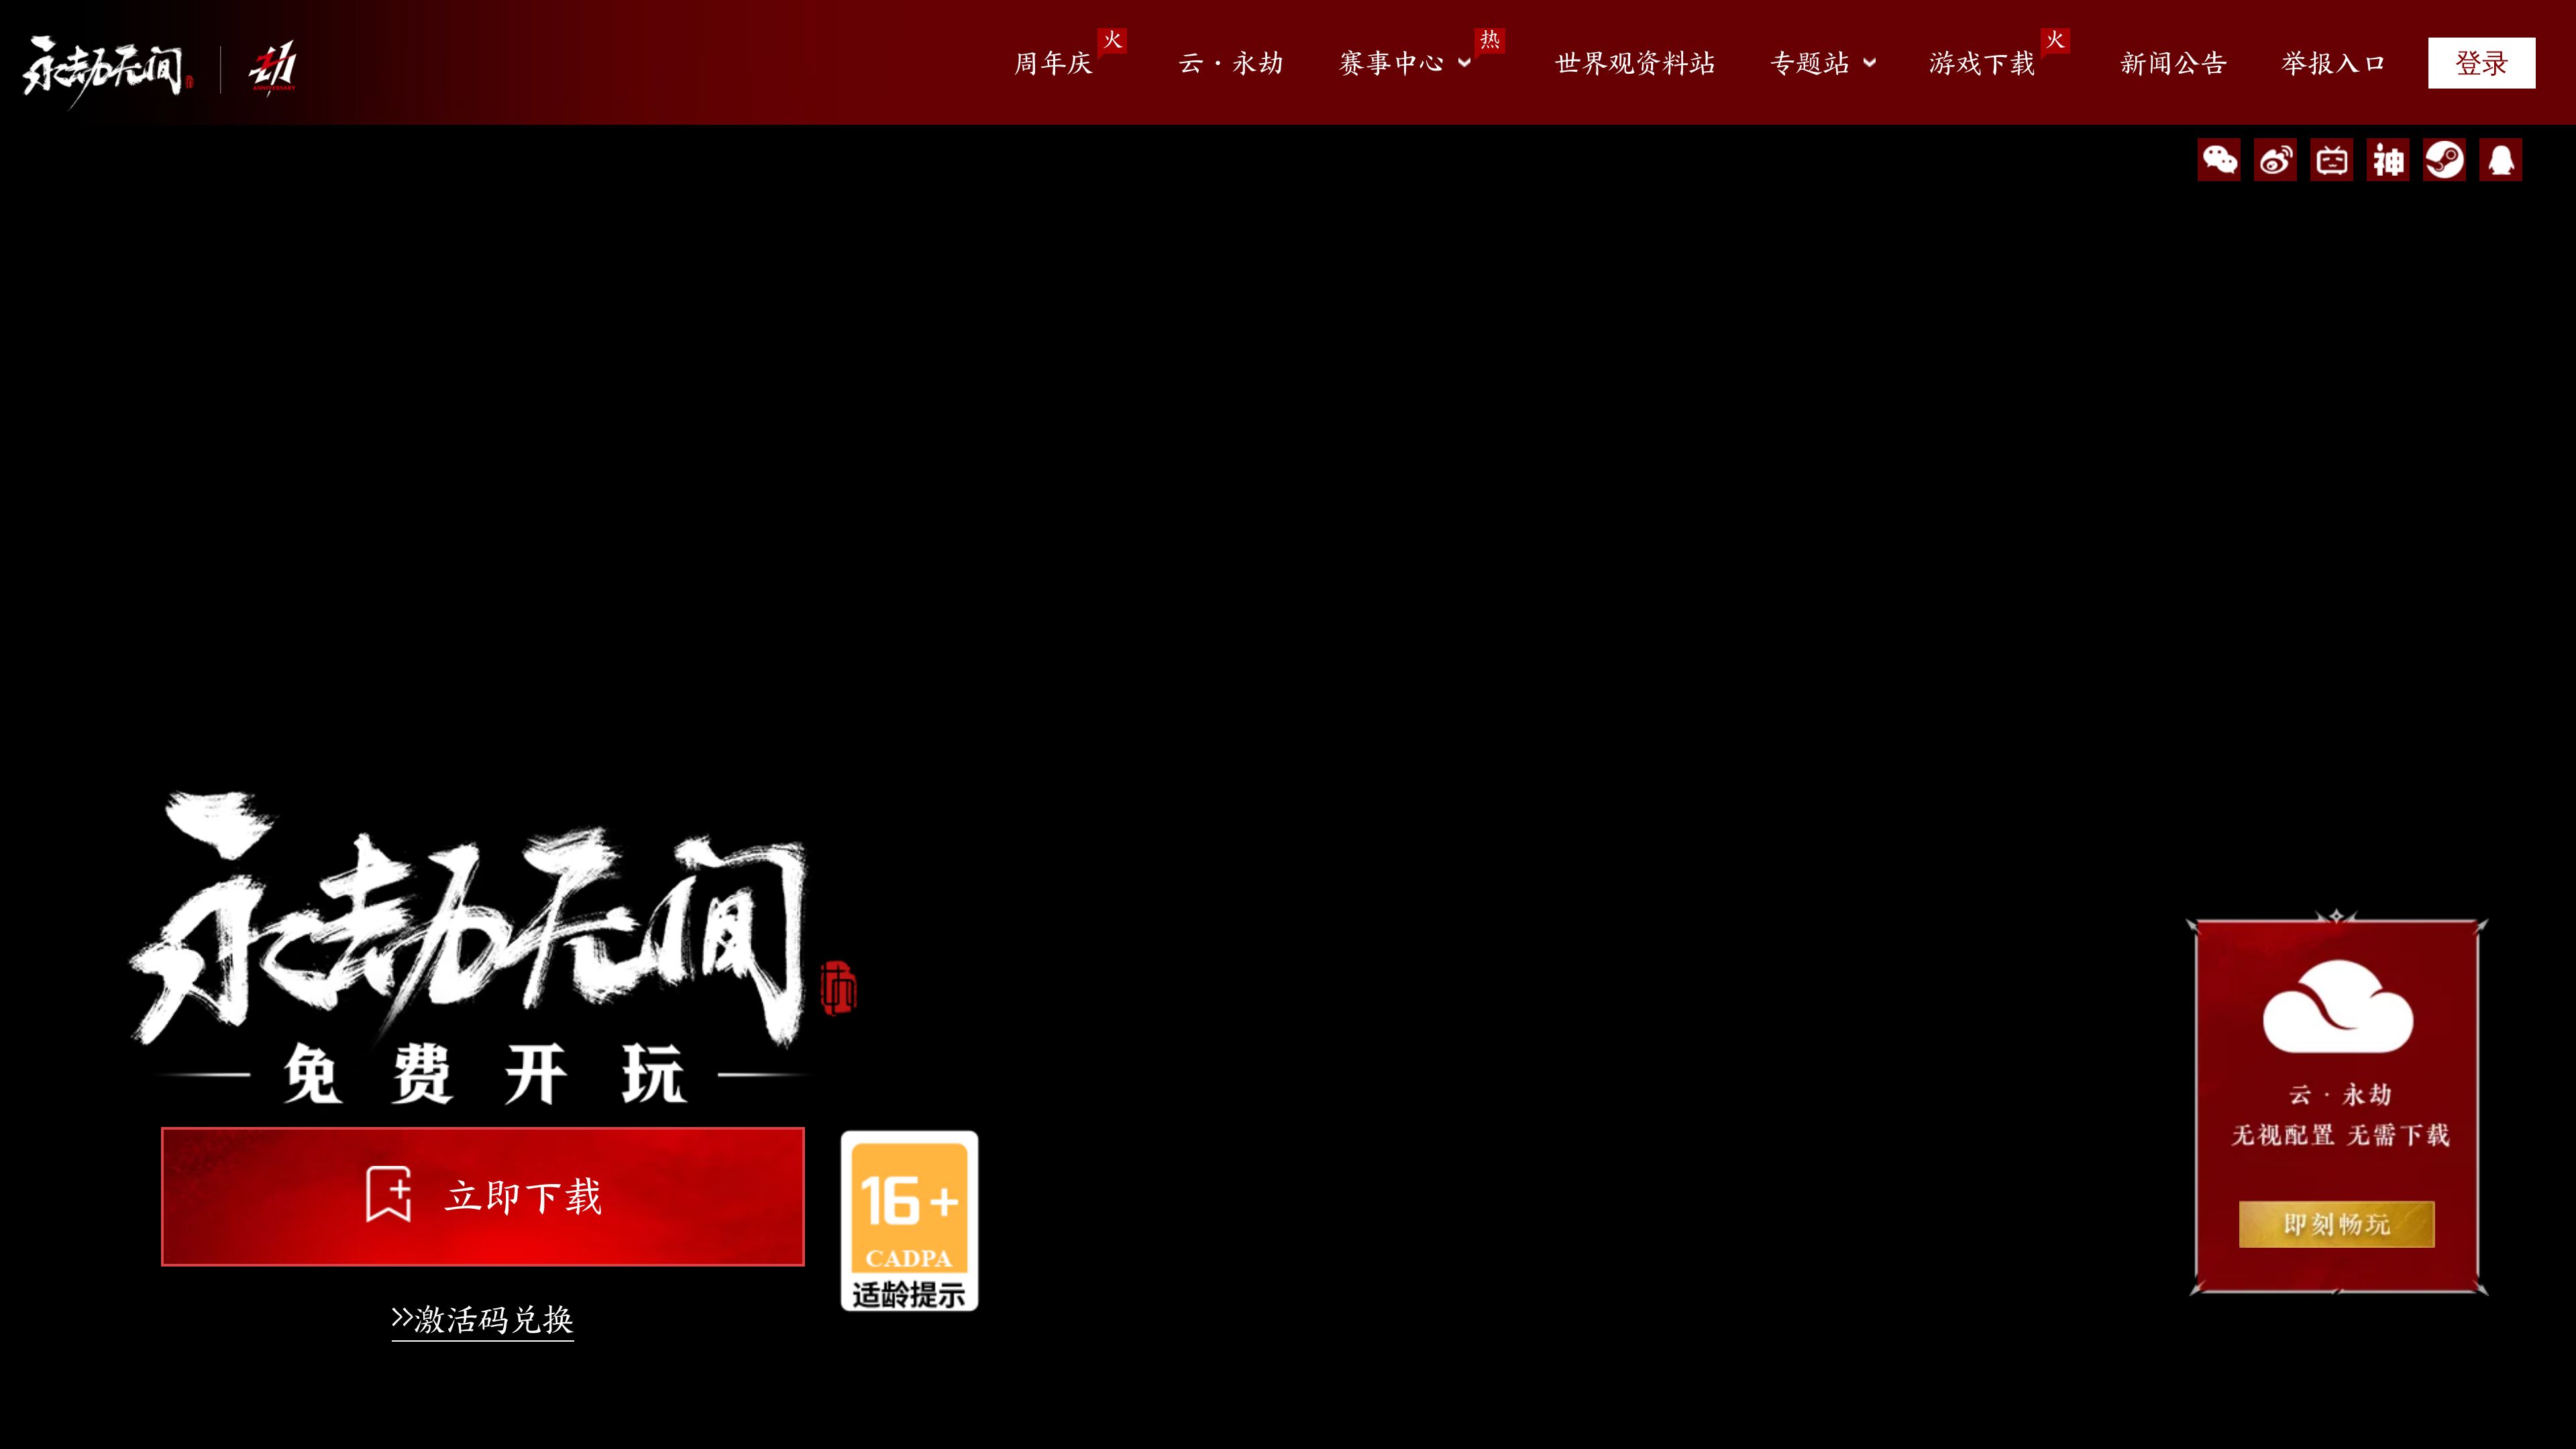 永劫无间
ANNIVERSARY
周年庆 火
云·永劫
赛事中心 热
世界观资料站
专题站
游戏下载 火
新闻公告
举报入口
登录
神
永劫无间
免费开玩
立即下载
16+
CADPA
适龄提示
>>激活码兑换
云·永劫
无视配置 无需下载
即刻畅玩